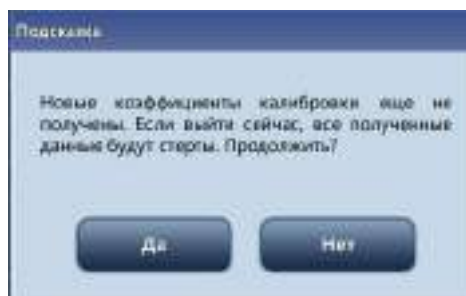 Подсказка
Новые коэффициенты калибровки еще не
получены. Если выйти сейчас, все полученные
данные будут стерты. Продолжить?
Да
Нет